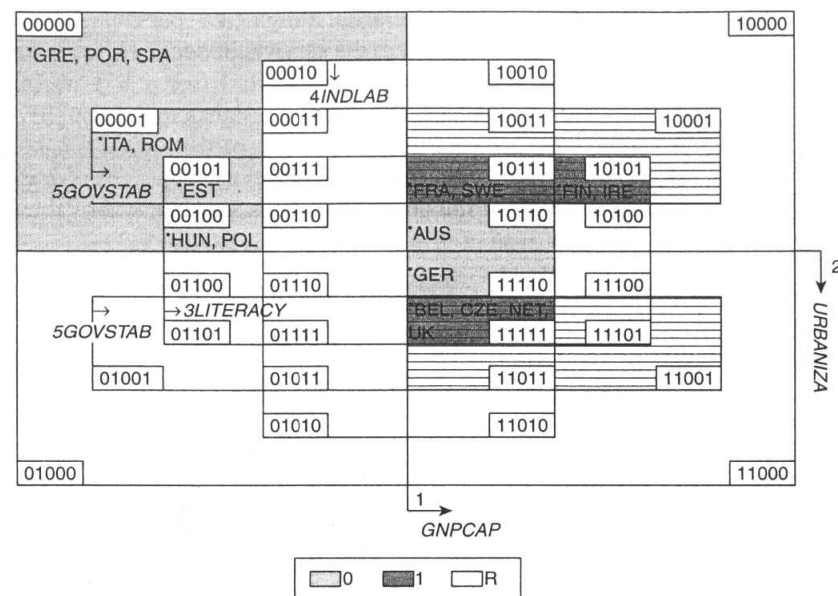 00000 10000
GRE, POR, SPA
00010 ↓ 10010
4INDLAB
00001 00011 10011 10001
ITA, ROM
00101 00111 10111 10101
5GOVSTAB → EST FRA, SWE FIN, IRE
00100 00110 10110 10100
HUN, POL AUS
2
GER
01100 01110 11110 11100
→ →3LITERACY BEL, CZE, NET,
5GOVSTAB 01101 01111 UK 11111 11101
URBANIZA
01001 01011 11011 11001
01010 11010
01000 11000
1
GNPCAP
0 1 R